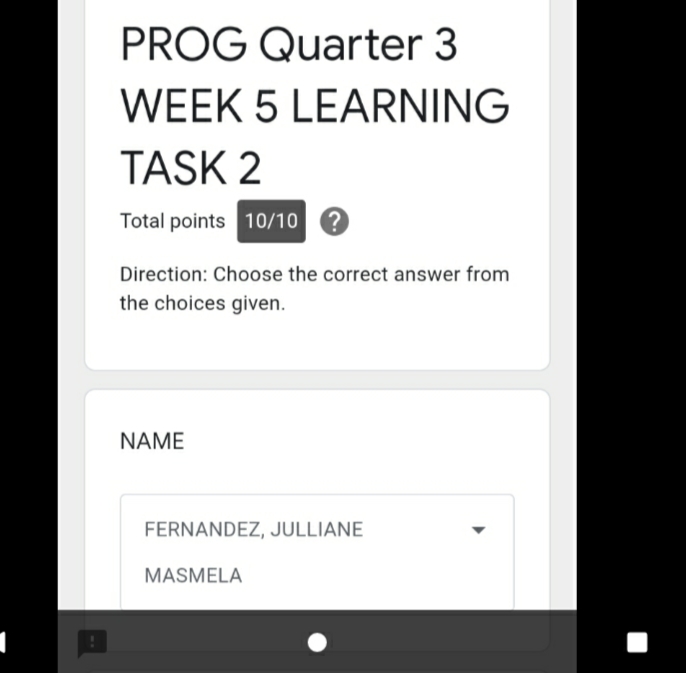 PROG Quarter 3
WEEK 5 LEARNING
TASK 2
Total points 10/10 ?
Direction: Choose the correct answer from
the choices given.
NAME
FERNANDEZ, JULLIANE
MASMELA
!